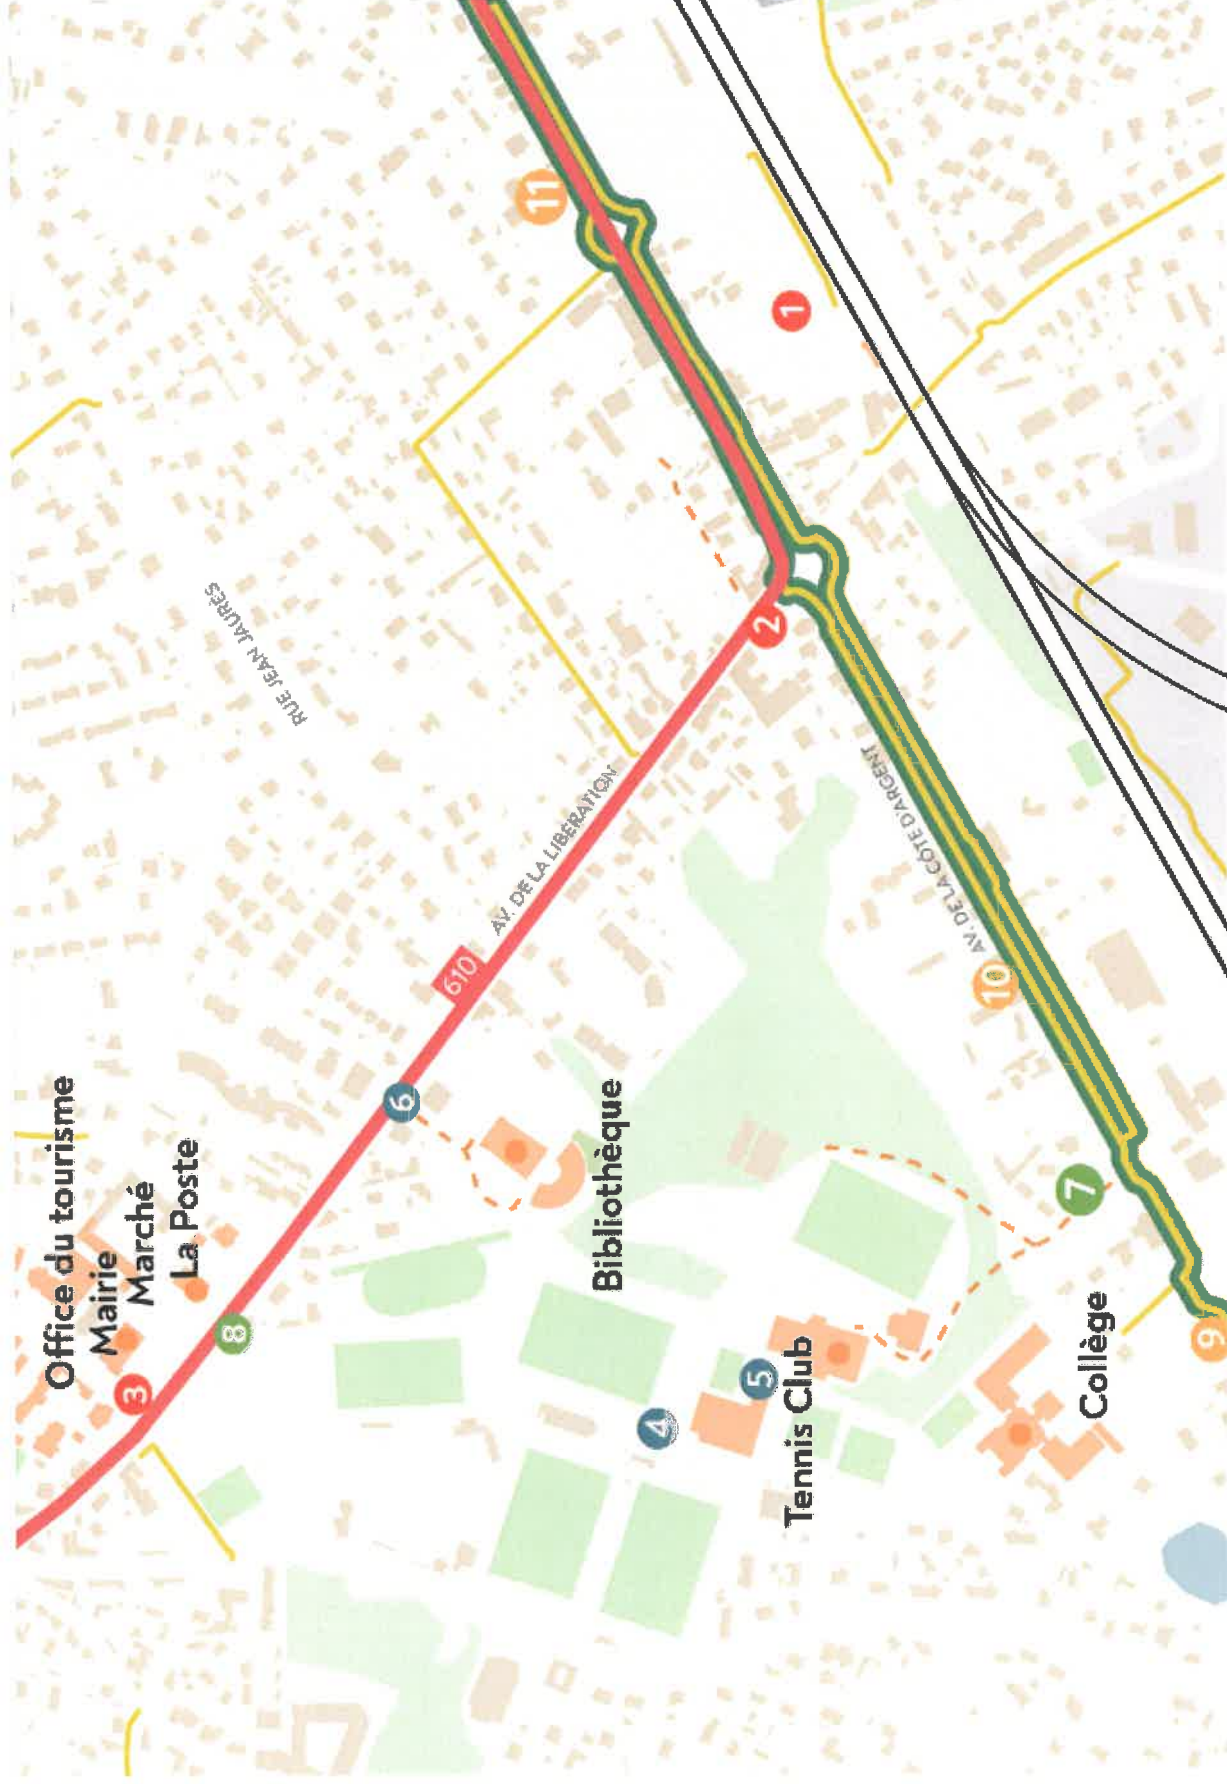 Office du tourisme
Mairie
Marché
La Poste
3
8
6
610
AV. DE LA LIBÉRATION
RUE JEAN JAURÈS
Bibliothèque
4
5
Tennis Club
Collège
7
9
10
AV. DE LA CÔTE D'ARGENT
2
1
11